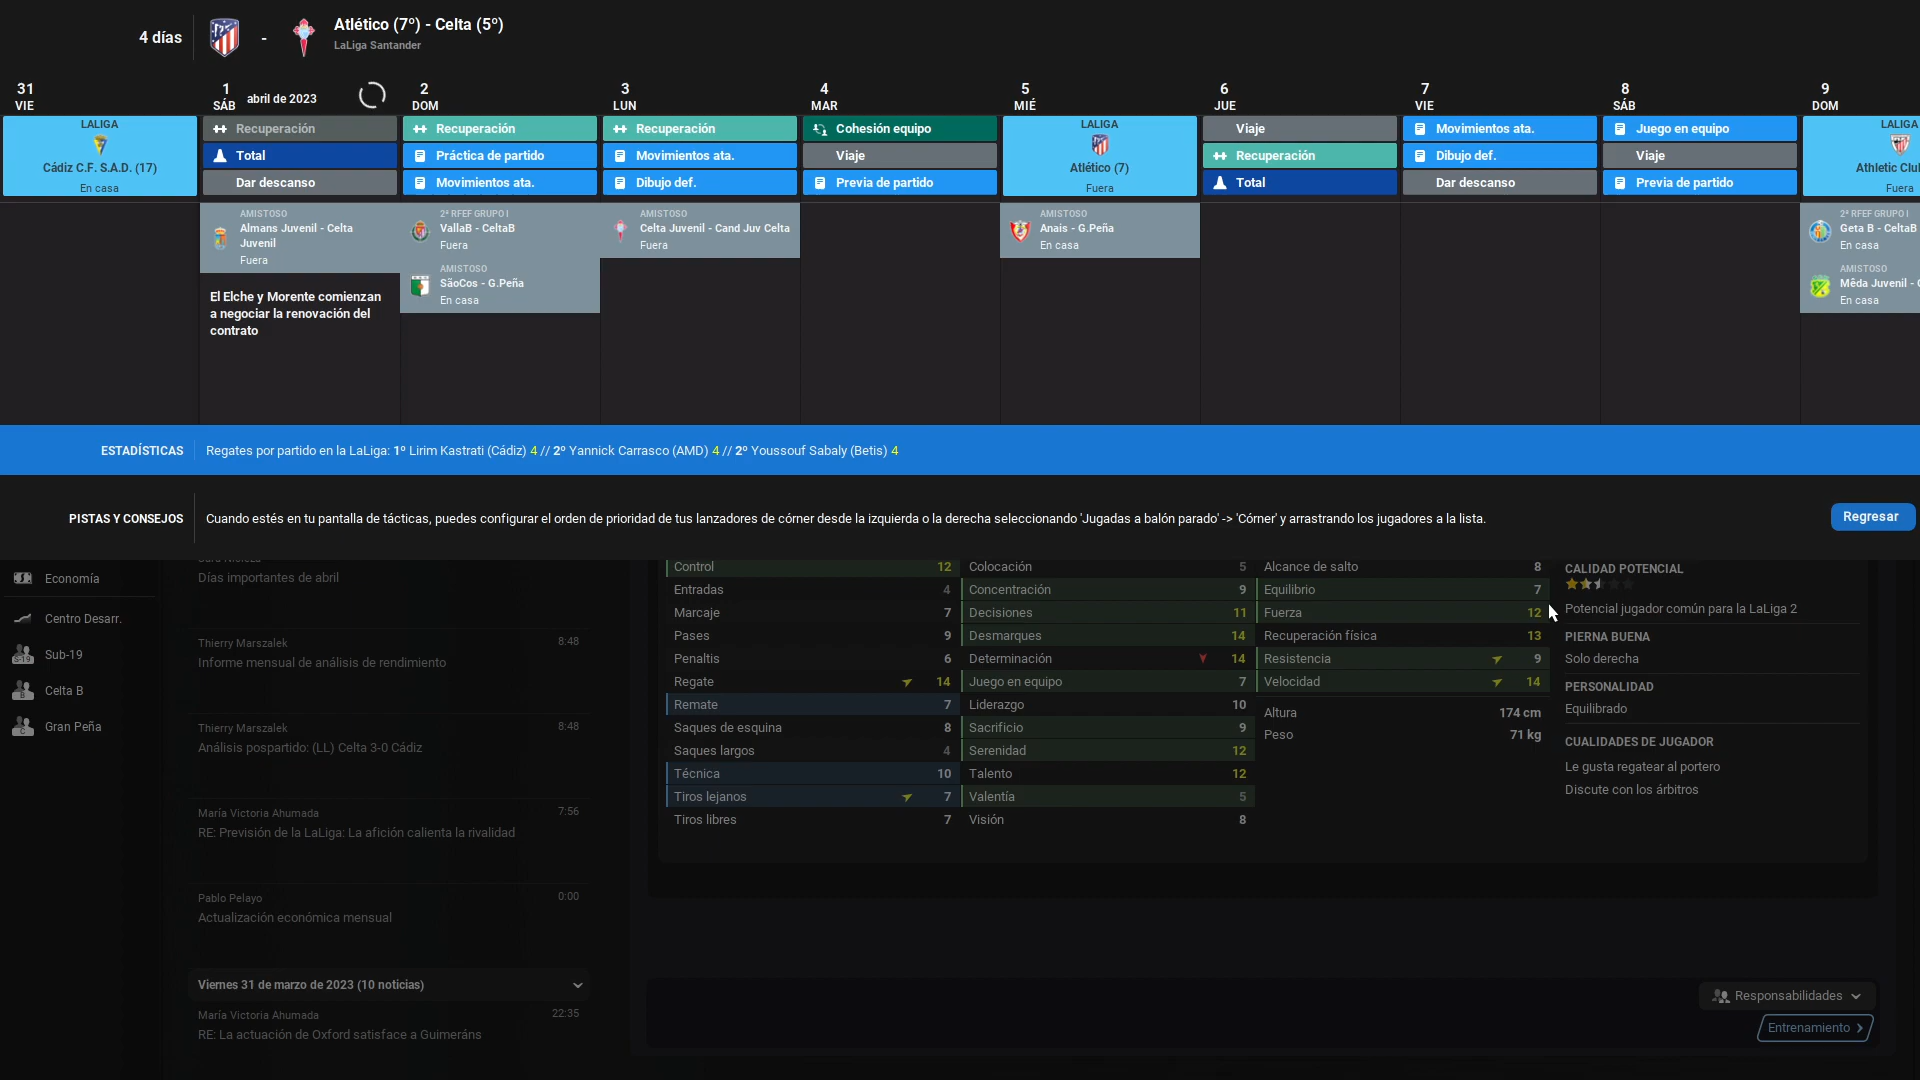 4 días
-
Atlético (7º) - Celta (5º)
LaLiga Santander
31
VIE
1
SÁB
abril de 2023
2
DOM
3
LUN
4
MAR
5
MIÉ
6
JUE
7
VIE
8
SÁB
9
DOM
LALIGA
Cádiz C.F. S.A.D. (17)
En casa
Recuperación
Total
Dar descanso
Recuperación
Práctica de partido
Movimientos ata.
Recuperación
Movimientos ata.
Dibujo def.
Cohesión equipo
Viaje
Previa de partido
LALIGA
Atlético (7)
Fuera
Viaje
Recuperación
Total
Movimientos ata.
Dibujo def.
Dar descanso
Juego en equipo
Viaje
Previa de partido
LALIGA
Athletic Clu
Fuera
AMISTOSO
Almans Juvenil - Celta
Juvenil
Fuera
El Elche y Morente comienzan
a negociar la renovación del
contrato
2ª RFEF GRUPO I
VallaB - CeltaB
Fuera
AMISTOSO
SãoCos - G.Peña
En casa
AMISTOSO
Celta Juvenil - Cand Juv Celta
Fuera
AMISTOSO
Anais - G.Peña
En casa
2ª RFEF GRUPO I
Geta B - CeltaB
En casa
AMISTOSO
Mêda Juvenil -
En casa
ESTADÍSTICAS
Regates por partido en la LaLiga: 1º Lirim Kastrati (Cádiz) 4 // 2º Yannick Carrasco (AMD) 4 // 2º Youssouf Sabaly (Betis) 4
PISTAS Y CONSEJOS
Cuando estés en tu pantalla de tácticas, puedes configurar el orden de prioridad de tus lanzadores de córner desde la izquierda o la derecha seleccionando 'Jugadas a balón parado' -> 'Córner' y arrastrando los jugadores a la lista.
Regresar
Economía
Centro Desarr.
Sub-19
Celta B
Gran Peña
Días importantes de abril
Thierry Marszalek 8:48
Informe mensual de análisis de rendimiento
Thierry Marszalek 8:48
Análisis pospartido: (LL) Celta 3-0 Cádiz
María Victoria Ahumada 7:56
RE: Previsión de la LaLiga: La afición calienta la rivalidad
Pablo Pelayo 0:00
Actualización económica mensual
Viernes 31 de marzo de 2023 (10 noticias)
María Victoria Ahumada 22:35
RE: La actuación de Oxford satisface a Guimeráns
Control 12
Entradas 4
Marcaje 7
Pases 9
Penaltis 6
Regate 14
Remate 7
Saques de esquina 8
Saques largos 4
Técnica 10
Tiros lejanos 7
Tiros libres 7
Colocación 5
Concentración 9
Decisiones 11
Desmarques 14
Determinación 14
Juego en equipo 7
Liderazgo 10
Sacrificio 9
Serenidad 12
Talento 12
Valentía 5
Visión 8
Alcance de salto 8
Equilibrio 7
Fuerza 12
Recuperación física 13
Resistencia 9
Velocidad 14
Altura 174 cm
Peso 71 kg
CALIDAD POTENCIAL
Potencial jugador común para la LaLiga 2
PIERNA BUENA
Solo derecha
PERSONALIDAD
Equilibrado
CUALIDADES DE JUGADOR
Le gusta regatear al portero
Discute con los árbitros
Responsabilidades
Entrenamiento